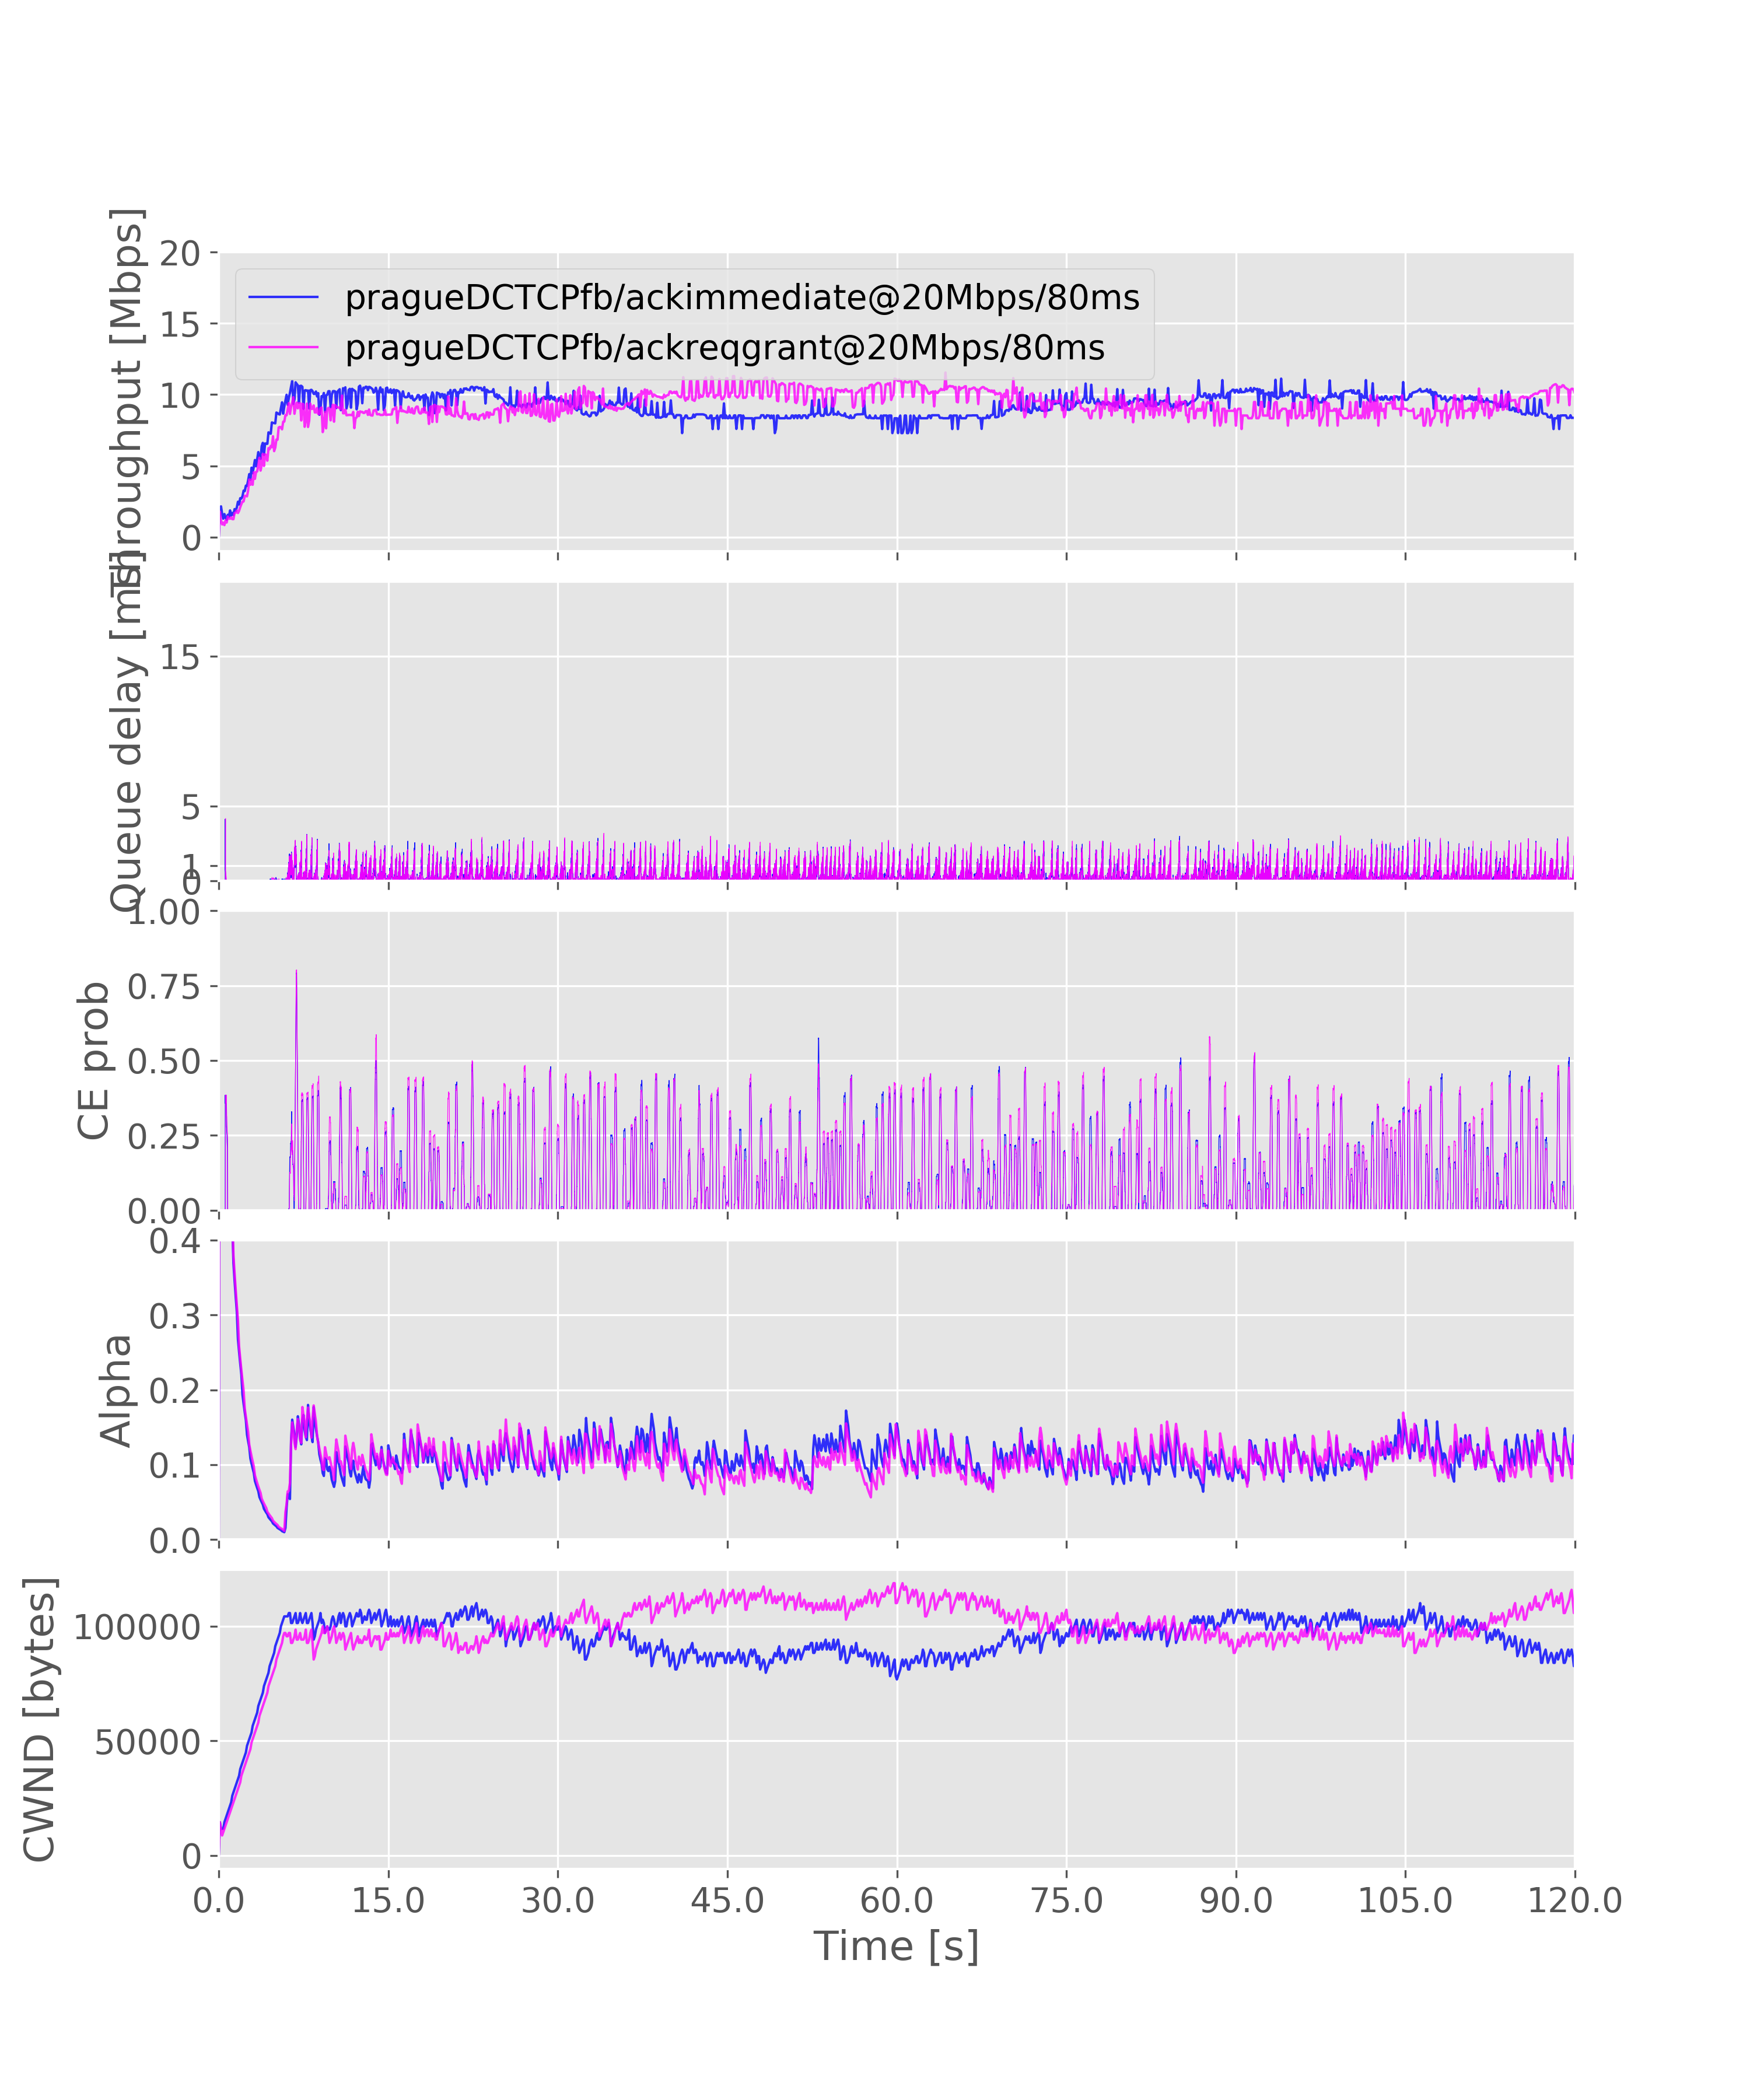 Throughput [Mbps]
20
15
10
5
0
pragueDCTCPfb/ackimmediate@20Mbps/80ms
pragueDCTCPfb/ackreqgrant@20Mbps/80ms
Queue delay [ms]
15
5
1
0
CE prob
1.00
0.75
0.50
0.25
0.00
Alpha
0.4
0.3
0.2
0.1
0.0
CWND [bytes]
100000
50000
0
0.0 15.0 30.0 45.0 60.0 75.0 90.0 105.0 120.0
Time [s]